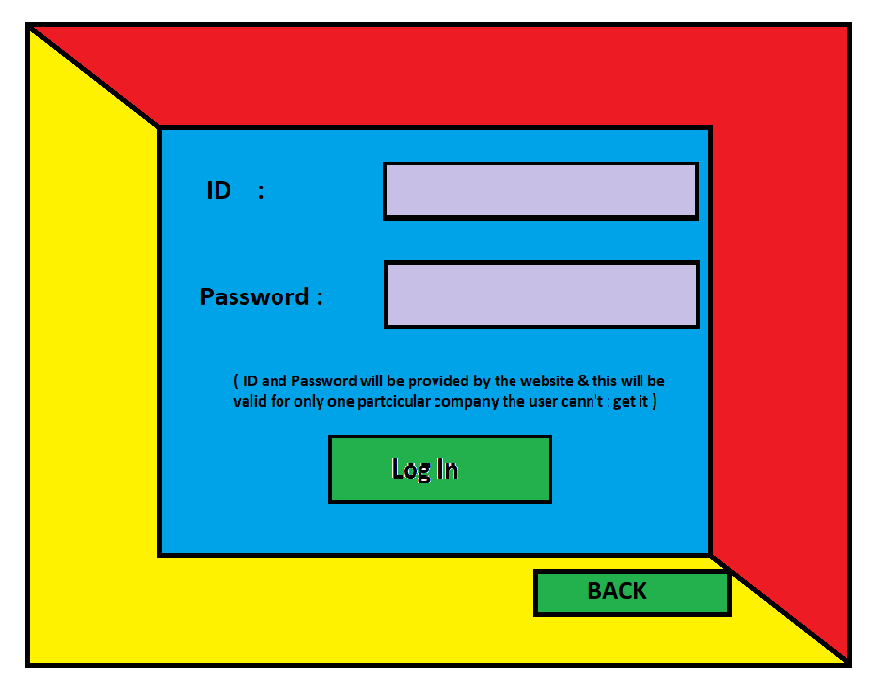 ID :
Password :
( ID and Password will be provided by the website & this will be
valid for only one partcicular company the user cann't : get it )
Log In
BACK